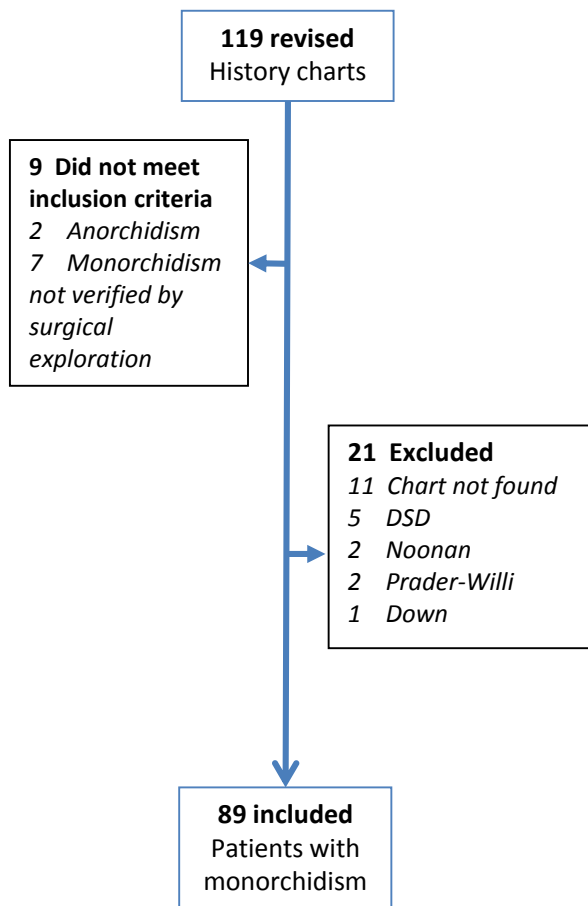 119 revised
History charts
9 Did not meet
inclusion criteria
2 Anorchidism
7 Monorchidism
not verified by
surgical
exploration
21 Excluded
11 Chart not found
5 DSD
2 Noonan
2 Prader-Willi
1 Down
89 included
Patients with
monorchidism